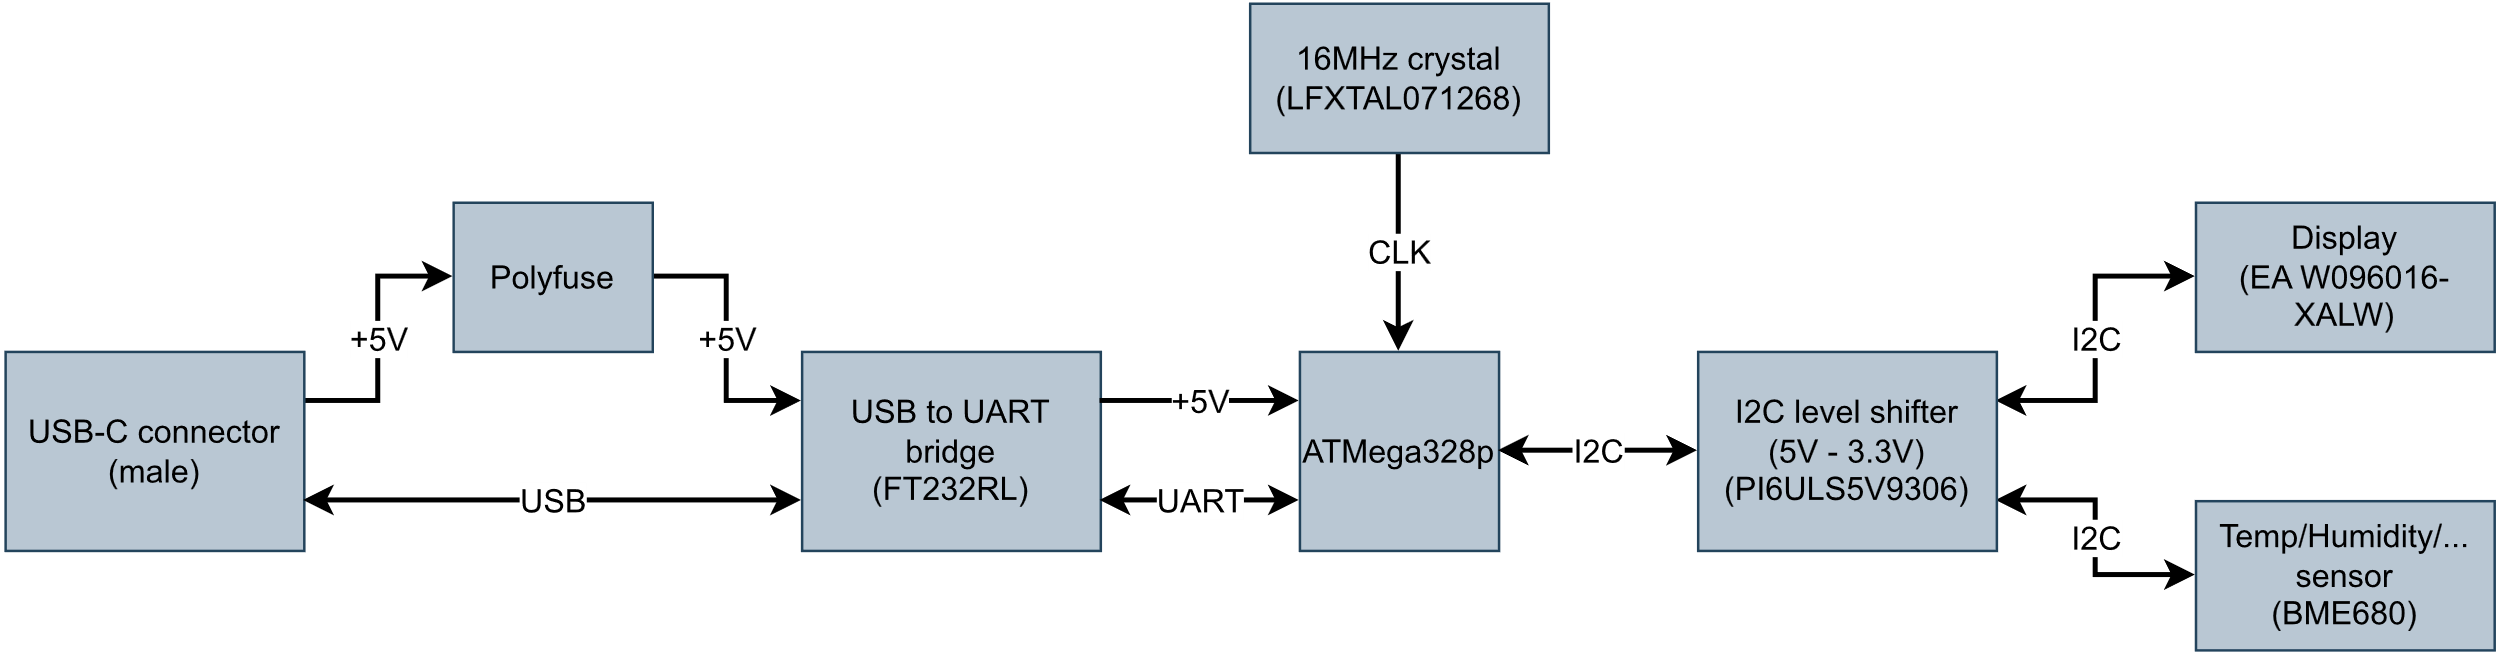 16MHz crystal
(LFXTAL071268)
CLK
Polyfuse
+5V
+5V
USB-C connector
(male)
USB
USB to UART
bridge
(FT232RL)
+5V
UART
ATMega328p
I2C
I2C level shifter
(5V - 3.3V)
(PI6ULS5V9306)
I2C
I2C
Display
(EA W096016-
XALW)
Temp/Humidity/...
sensor
(BME680)